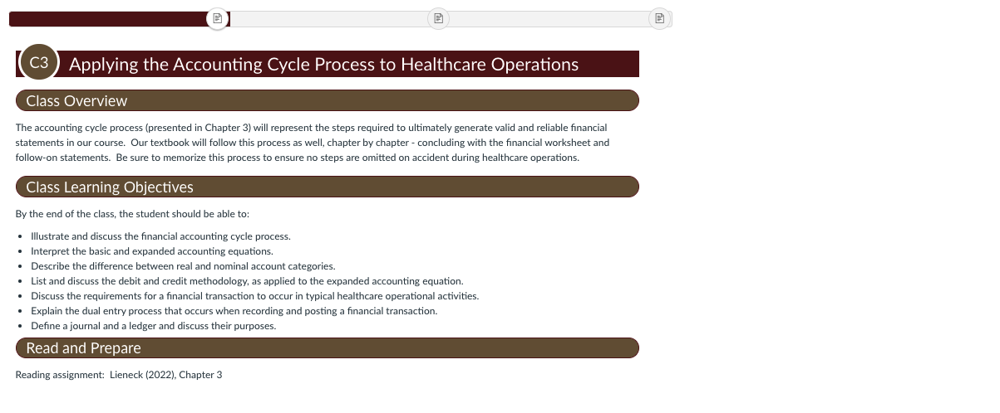 C3
Applying the Accounting Cycle Process to Healthcare Operations
Class Overview
The accounting cycle process (presented in Chapter 3) will represent the steps required to ultimately generate valid and reliable financial
statements in our course.  Our textbook will follow this process as well, chapter by chapter - concluding with the financial worksheet and
follow-on statements.  Be sure to memorize this process to ensure no steps are omitted on accident during healthcare operations.
Class Learning Objectives
By the end of the class, the student should be able to:
• Illustrate and discuss the financial accounting cycle process.
• Interpret the basic and expanded accounting equations.
• Describe the difference between real and nominal account categories.
• List and discuss the debit and credit methodology, as applied to the expanded accounting equation.
• Discuss the requirements for a financial transaction to occur in typical healthcare operational activities.
• Explain the dual entry process that occurs when recording and posting a financial transaction.
• Define a journal and a ledger and discuss their purposes.
Read and Prepare
Reading assignment:  Lieneck (2022), Chapter 3